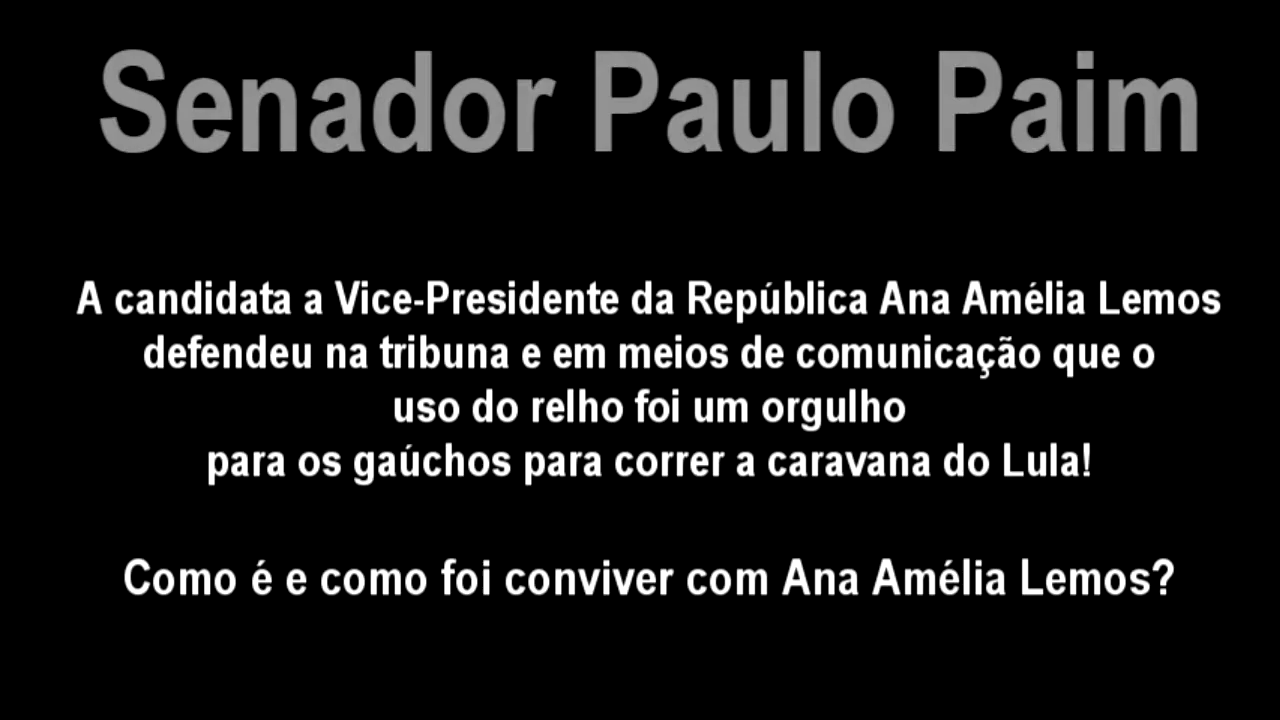 Senador Paulo Paim
A candidata a Vice-Presidente da República Ana Amélia Lemos
defendeu na tribuna e em meios de comunicação que o
uso do relho foi um orgulho
para os gaúchos para correr a caravana do Lula!
Como é e como foi conviver com Ana Amélia Lemos?